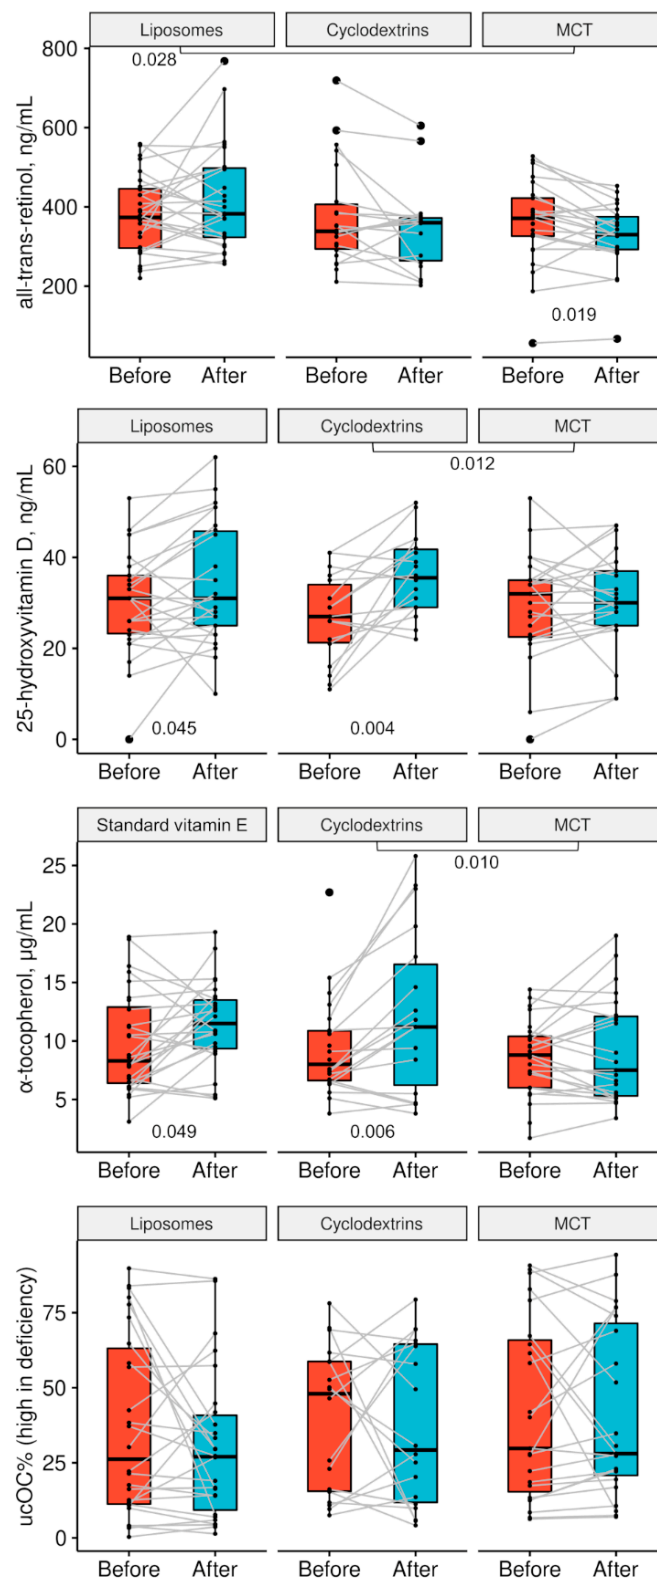 Liposomes Cyclodextrins MCT
all-trans-retinol, ng/mL
800
600
400
200
0.028
0.019
Before After Before After Before After
Liposomes Cyclodextrins MCT
25-hydroxyvitamin D, ng/mL
60
40
20
0
0.012
0.045 0.004
Before After Before After Before After
Standard vitamin E Cyclodextrins MCT
α-tocopherol, µg/mL
25
20
15
10
5
0.010
0.049 0.006
Before After Before After Before After
Liposomes Cyclodextrins MCT
ucOC% (high in deficiency)
75
50
25
0
Before After Before After Before After